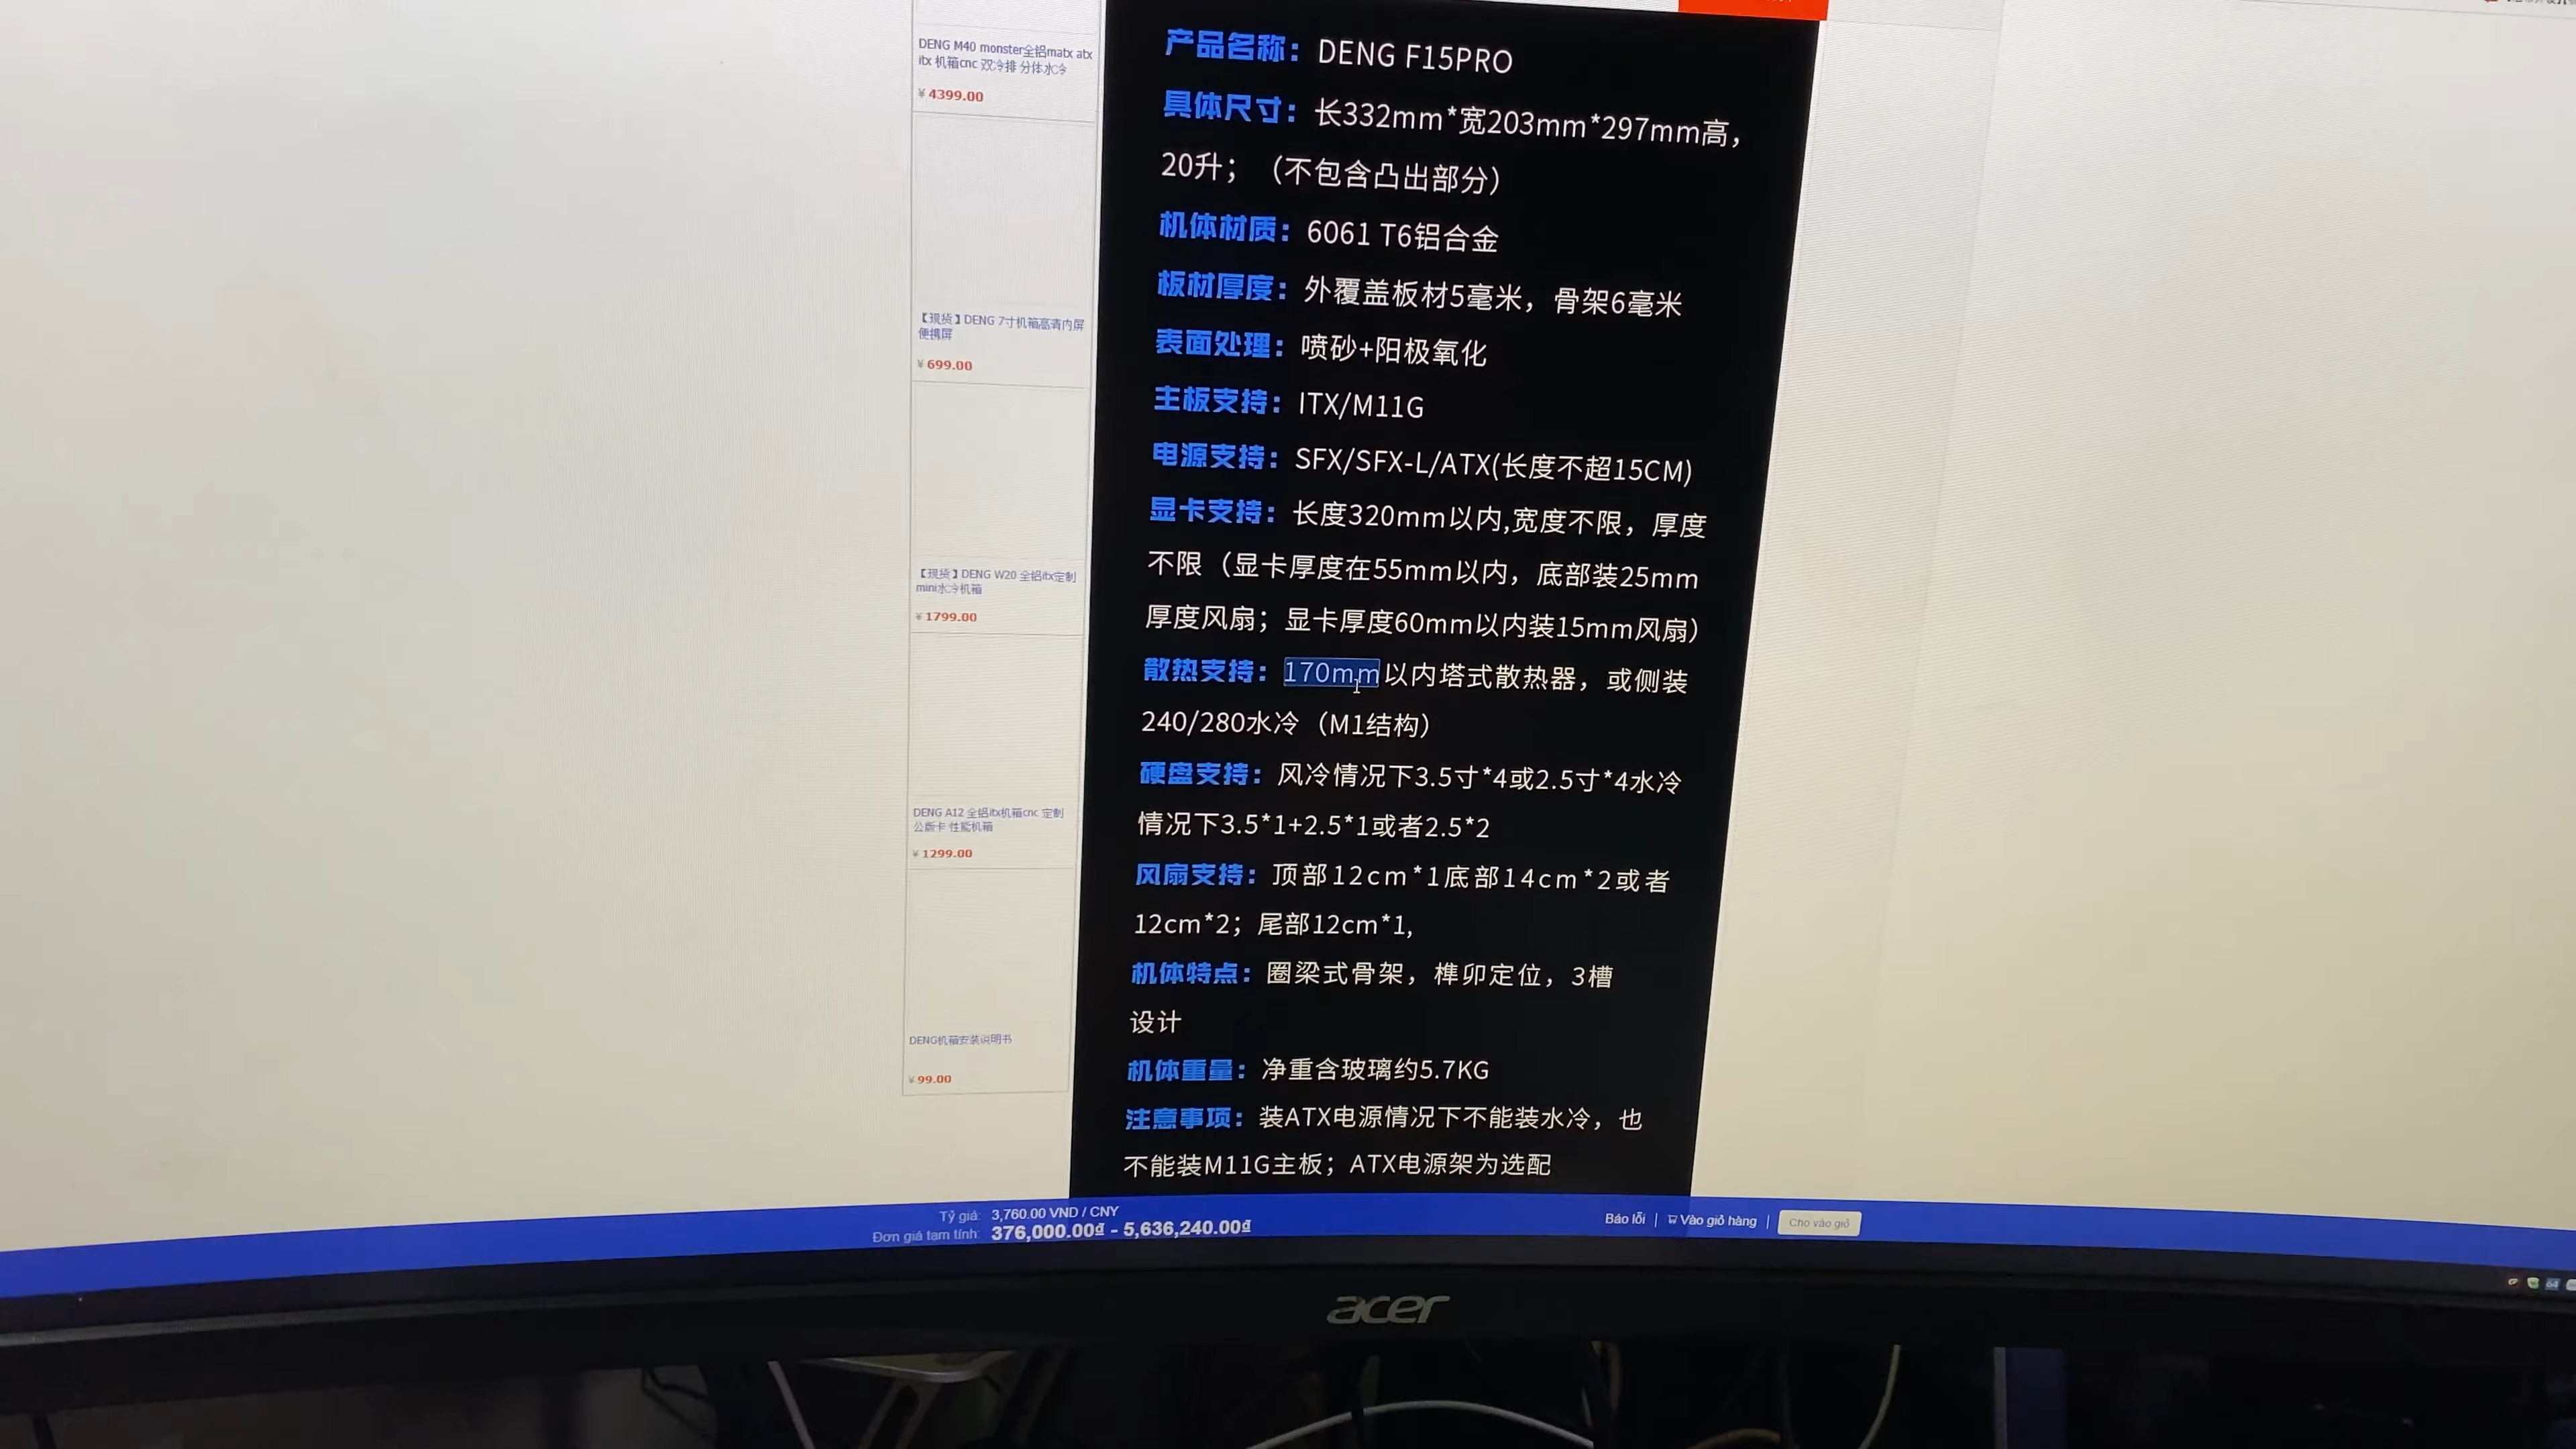 DENG M40 monster全铝matx atx
itx 机箱cnc 双冷排 分体水冷
¥ 4399.00
【现货】DENG 7寸机箱高清内屏
便携屏
¥ 699.00
【现货】DENG W20 全铝itx定制
mini水冷机箱
¥ 1799.00
DENG A12 全铝itx机箱cnc 定制
公版卡 性能机箱
¥ 1299.00
DENG机箱安装说明书
¥ 99.00
产品名称：DENG F15PRO
具体尺寸：长332mm*宽203mm*297mm高，
20升；（不包含凸出部分）
机体材质：6061 T6铝合金
板材厚度：外覆盖板材5毫米，骨架6毫米
表面处理：喷砂+阳极氧化
主板支持：ITX/M11G
电源支持：SFX/SFX-L/ATX(长度不超15CM)
显卡支持：长度320mm以内,宽度不限，厚度
不限（显卡厚度在55mm以内，底部装25mm
厚度风扇；显卡厚度60mm以内装15mm风扇）
散热支持：170mm以内塔式散热器，或侧装
240/280水冷（M1结构）
硬盘支持：风冷情况下3.5寸*4或2.5寸*4水冷
情况下3.5*1+2.5*1或者2.5*2
风扇支持：顶部12cm*1底部14cm*2或者
12cm*2；尾部12cm*1,
机体特点：圈梁式骨架，榫卯定位，3槽
设计
机体重量：净重含玻璃约5.7KG
注意事项：装ATX电源情况下不能装水冷，也
不能装M11G主板；ATX电源架为选配
Tỷ giá: 3,760.00 VND / CNY
Đơn giá tạm tính: 376,000.00₫ - 5,636,240.00₫
Báo lỗi | Vào giỏ hàng | Cho vào giỏ
64
acer